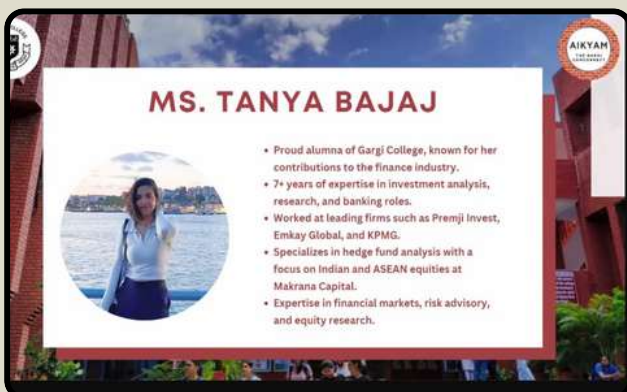 AIKYAM
MS. TANYA BAJAJ
• Proud alumna of Gargi College, known for her
contributions to the finance industry.
• 7+ years of expertise in investment analysis,
research, and banking roles.
• Worked at leading firms such as Premji Invest,
Emkay Global, and KPMG.
• Specializes in hedge fund analysis with a
focus on Indian and ASEAN equities at
Makrana Capital.
• Expertise in financial markets, risk advisory,
and equity research.